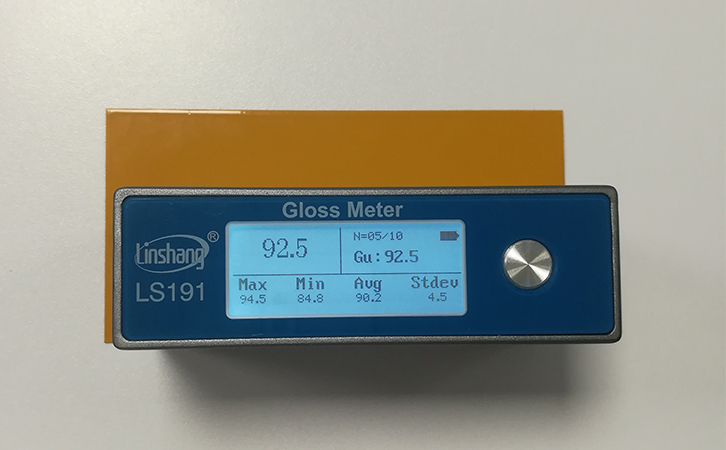 Gloss Meter
Linshang®
LS191
92.5
N=05/10
Gu:92.5
Max Min Avg Stdev
94.5 84.8 90.2 4.5